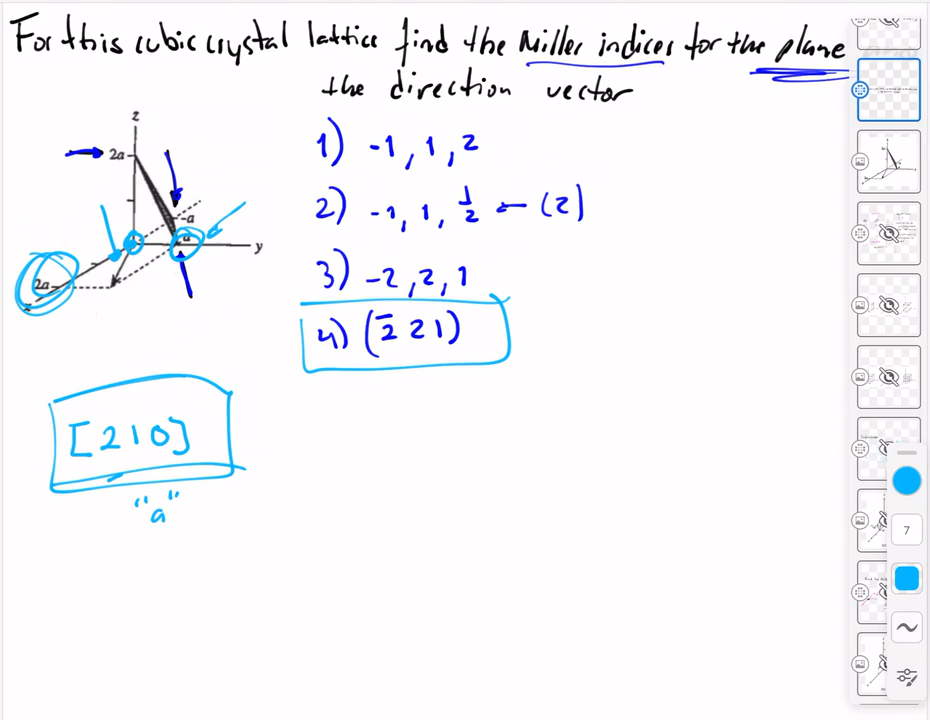 For this cubic crystal lattice find the Miller indices for the plane
the direction vector
z
2a
-a
a
y
2a
x
1) -1, 1, 2
2) -1, 1, 1/2 ← (2)
3) -2, 2, 1
4) (2̅ 2 1)
[2 1 0]
"a"
7